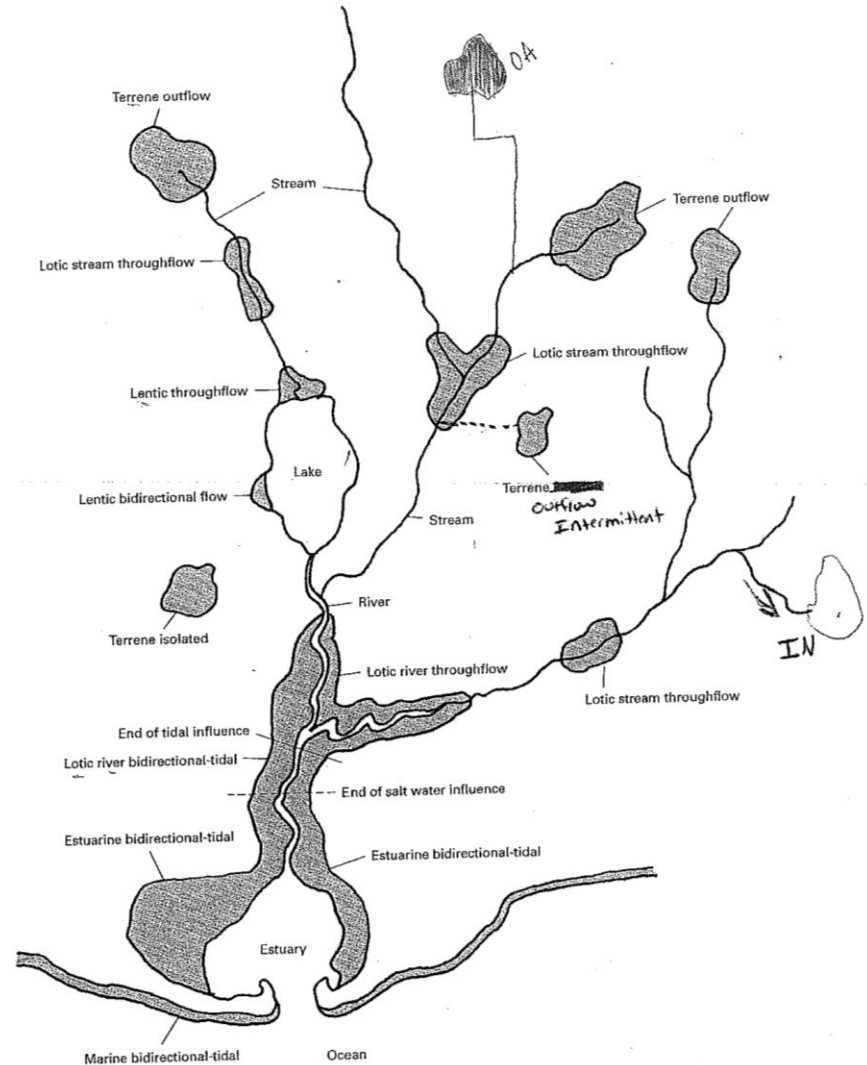 OA
Terrene outflow
Stream
Terrene outflow
Lotic stream throughflow
Lotic stream throughflow
Lentic throughflow
Lake
Lentic bidirectional flow
Terrene
outflow
Intermittent
Stream
River
Terrene isolated
IN
Lotic river throughflow
Lotic stream throughflow
End of tidal influence
Lotic river bidirectional-tidal
End of salt water influence
Estuarine bidirectional-tidal
Estuarine bidirectional-tidal
Estuary
Marine bidirectional-tidal
Ocean